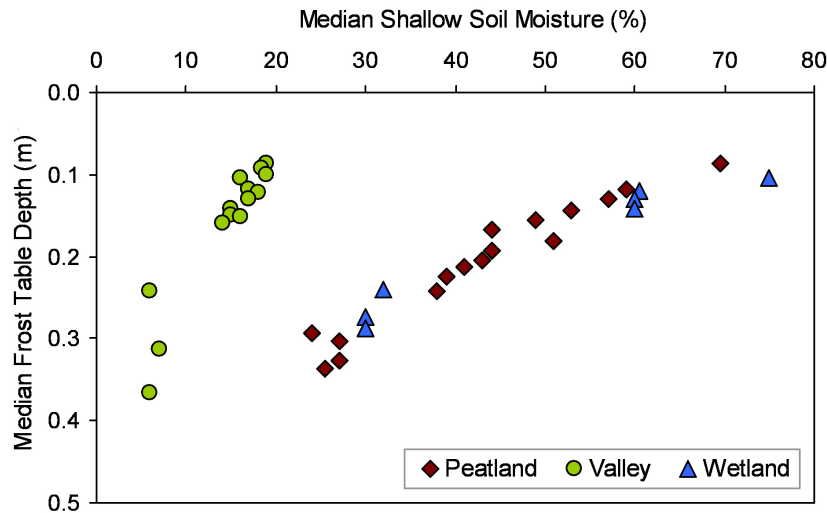 Median Shallow Soil Moisture (%)
0 10 20 30 40 50 60 70 80
Median Frost Table Depth (m)
0.0
0.1
0.2
0.3
0.4
0.5
Peatland Valley Wetland